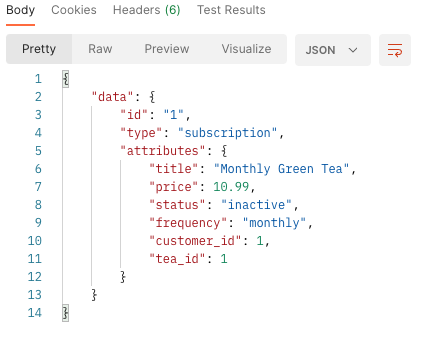 Body Cookies Headers (6) Test Results
Pretty Raw Preview Visualize JSON
1 {
2 "data": {
3 "id": "1",
4 "type": "subscription",
5 "attributes": {
6 "title": "Monthly Green Tea",
7 "price": 10.99,
8 "status": "inactive",
9 "frequency": "monthly",
10 "customer_id": 1,
11 "tea_id": 1
12 }
13 }
14 }